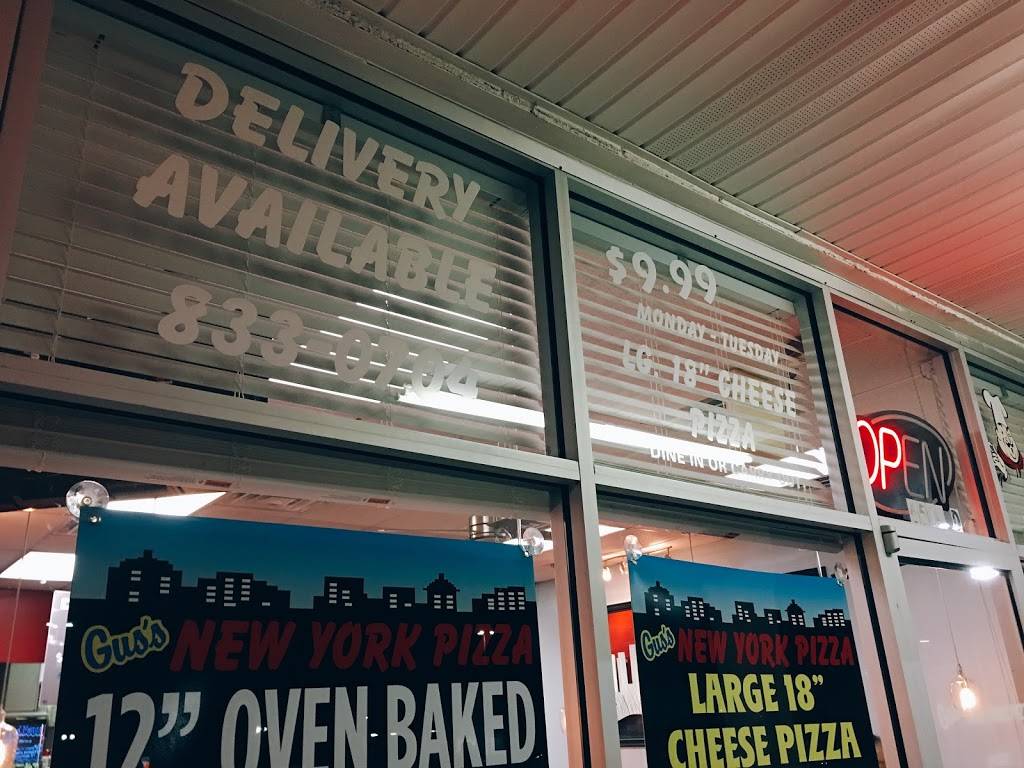 DELIVERY
AVAILABLE
833-0704
$9.99
MONDAY - TUESDAY
LG. 18" CHEESE
PIZZA
DINE IN OR
OPEN
Gus's NEW YORK PIZZA
12" OVEN BAKED
Gus's NEW YORK PIZZA
LARGE 18"
CHEESE PIZZA